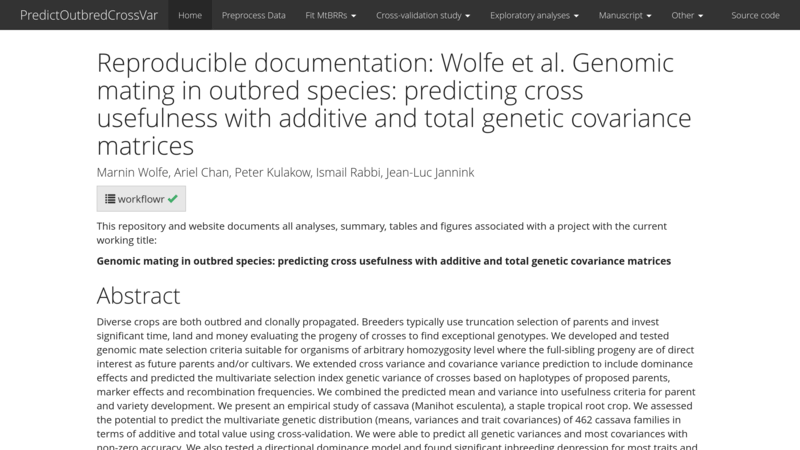 PredictOutbredCrossVar Home Preprocess Data Fit MtBRRs Cross-validation study Exploratory analyses Manuscript Other Source code
Reproducible documentation: Wolfe et al. Genomic
mating in outbred species: predicting cross
usefulness with additive and total genetic covariance
matrices
Marnin Wolfe, Ariel Chan, Peter Kulakow, Ismail Rabbi, Jean-Luc Jannink
workflowr
This repository and website documents all analyses, summary, tables and figures associated with a project with the current
working title:
Genomic mating in outbred species: predicting cross usefulness with additive and total genetic covariance matrices
Abstract
Diverse crops are both outbred and clonally propagated. Breeders typically use truncation selection of parents and invest
significant time, land and money evaluating the progeny of crosses to find exceptional genotypes. We developed and tested
genomic mate selection criteria suitable for organisms of arbitrary homozygosity level where the full-sibling progeny are of direct
interest as future parents and/or cultivars. We extended cross variance and covariance variance prediction to include dominance
effects and predicted the multivariate selection index genetic variance of crosses based on haplotypes of proposed parents,
marker effects and recombination frequencies. We combined the predicted mean and variance into usefulness criteria for parent
and variety development. We present an empirical study of cassava (Manihot esculenta), a staple tropical root crop. We assessed
the potential to predict the multivariate genetic distribution (means, variances and trait covariances) of 462 cassava families in
terms of additive and total value using cross-validation. We were able to predict all genetic variances and most covariances with
non-zero accuracy. We also tested a directional dominance model and found significant inbreeding depression for most traits and